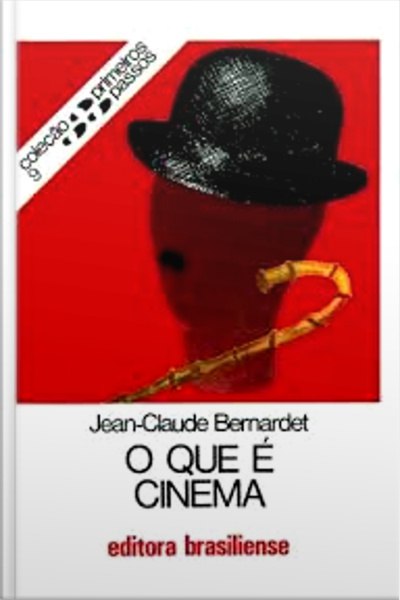 coleção primeiros
9 passos
Jean-Claude Bernardet
O QUE É
CINEMA
editora brasiliense